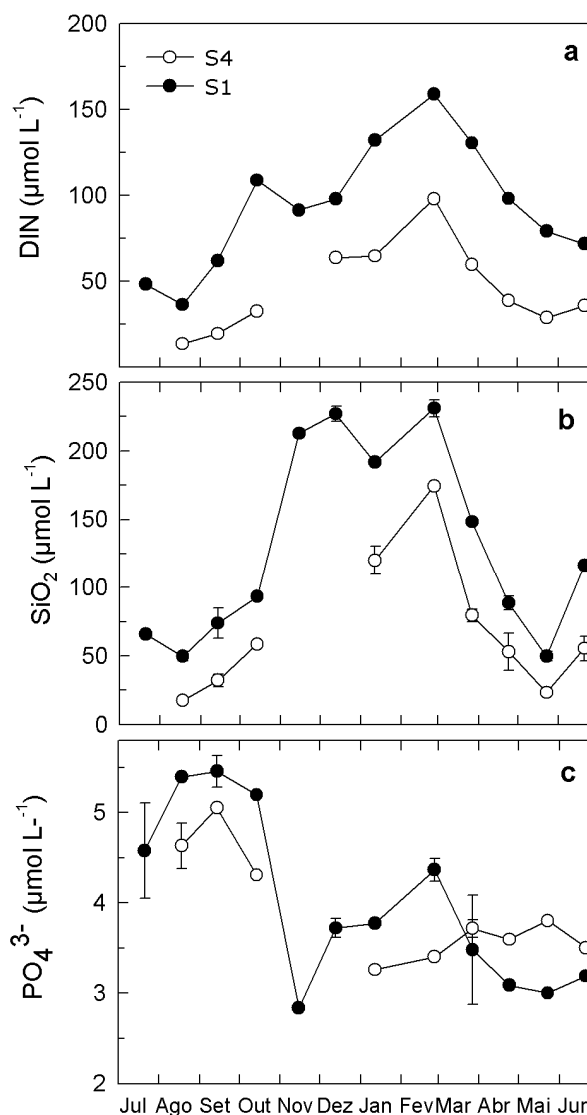 200
a
S4
S1
150
100
50
DIN (µmol L⁻¹)
250
b
200
150
100
50
0
SiO₂ (µmol L⁻¹)
c
5
4
3
2
PO₄³⁻ (µmol L-⁻¹)
Jul Ago Set Out Nov Dez Jan Fev Mar Abr Mai Jun